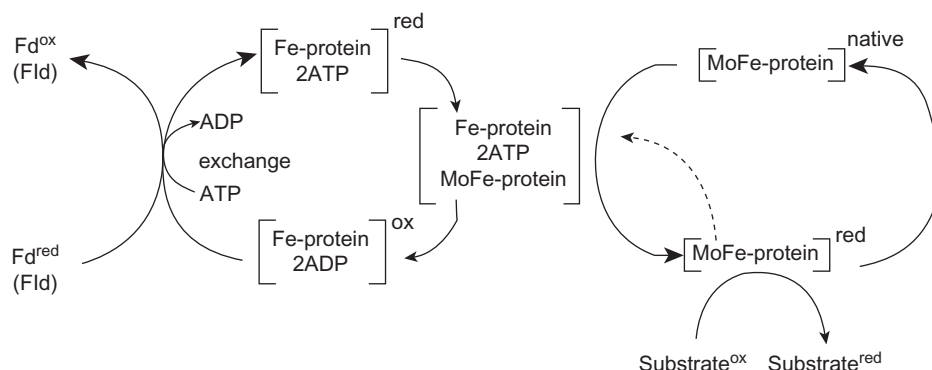 Fd^ox
(Fld)
Fe-protein
2ATP
red
ADP
exchange
ATP
Fd^red
(Fld)
Fe-protein
2ADP
ox
Fe-protein
2ATP
MoFe-protein
MoFe-protein
native
MoFe-protein
red
Substrate^ox
Substrate^red